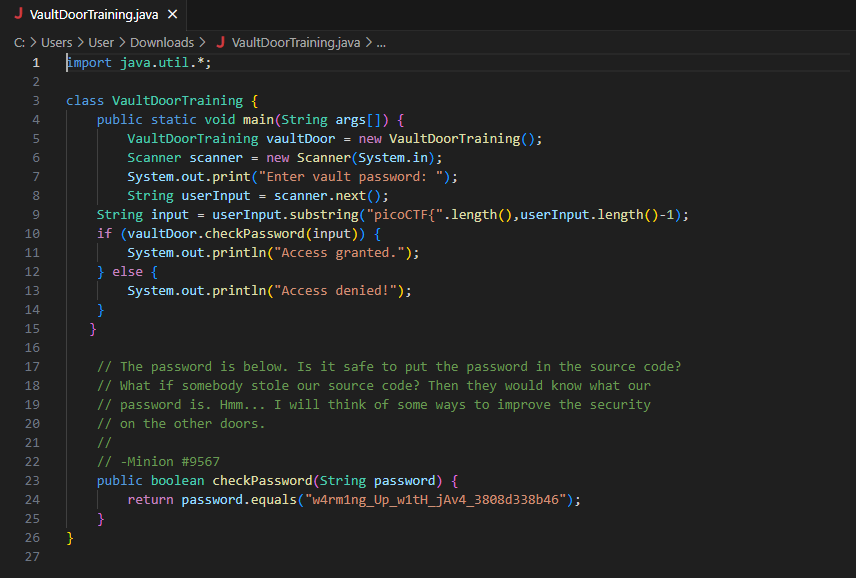 J VaultDoorTraining.java ×
C: > Users > User > Downloads > J VaultDoorTraining.java > ...
1 import java.util.*;
2
3 class VaultDoorTraining {
4     public static void main(String args[]) {
5         VaultDoorTraining vaultDoor = new VaultDoorTraining();
6         Scanner scanner = new Scanner(System.in);
7         System.out.print("Enter vault password: ");
8         String userInput = scanner.next();
9     String input = userInput.substring("picoCTF{".length(),userInput.length()-1);
10     if (vaultDoor.checkPassword(input)) {
11         System.out.println("Access granted.");
12     } else {
13         System.out.println("Access denied!");
14     }
15    }
16
17     // The password is below. Is it safe to put the password in the source code?
18     // What if somebody stole our source code? Then they would know what our
19     // password is. Hmm... I will think of some ways to improve the security
20     // on the other doors.
21     //
22     // -Minion #9567
23     public boolean checkPassword(String password) {
24         return password.equals("w4rm1ng_Up_w1tH_jAv4_3808d338b46");
25     }
26 }
27